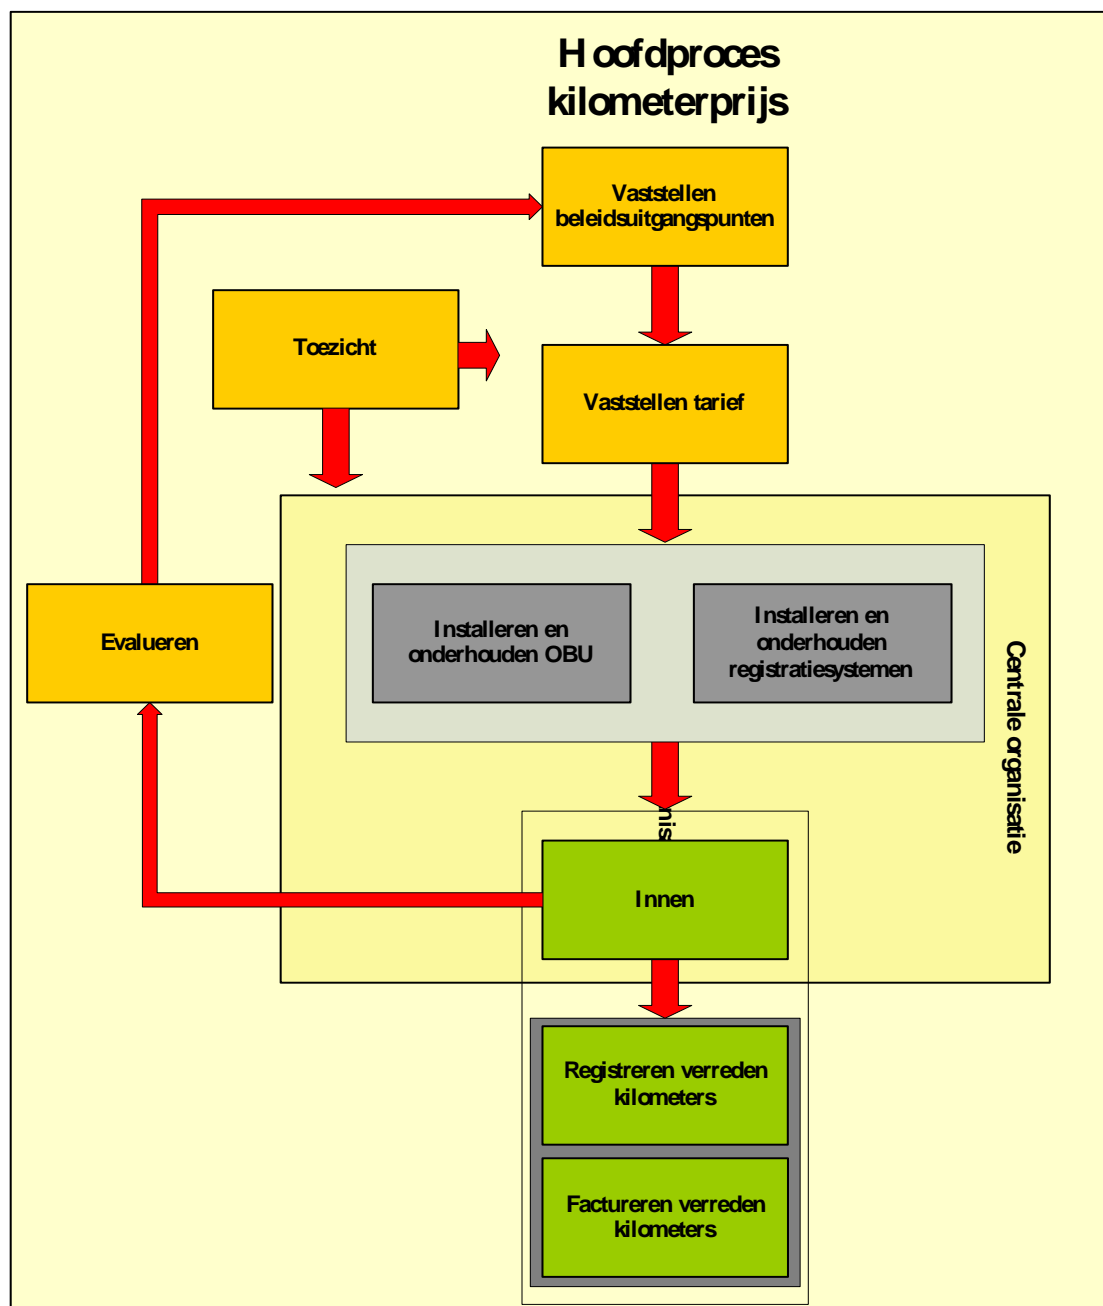 Hoofdproces
kilometerprijs
Vaststellen
beleidsuitgangspunten
Toezicht
Vaststellen tarief
Evalueren
Installeren en
onderhouden OBU
Installeren en
onderhouden
registratiesystemen
Centrale organisatie
nis
Innen
Registreren verreden
kilometers
Factureren verreden
kilometers